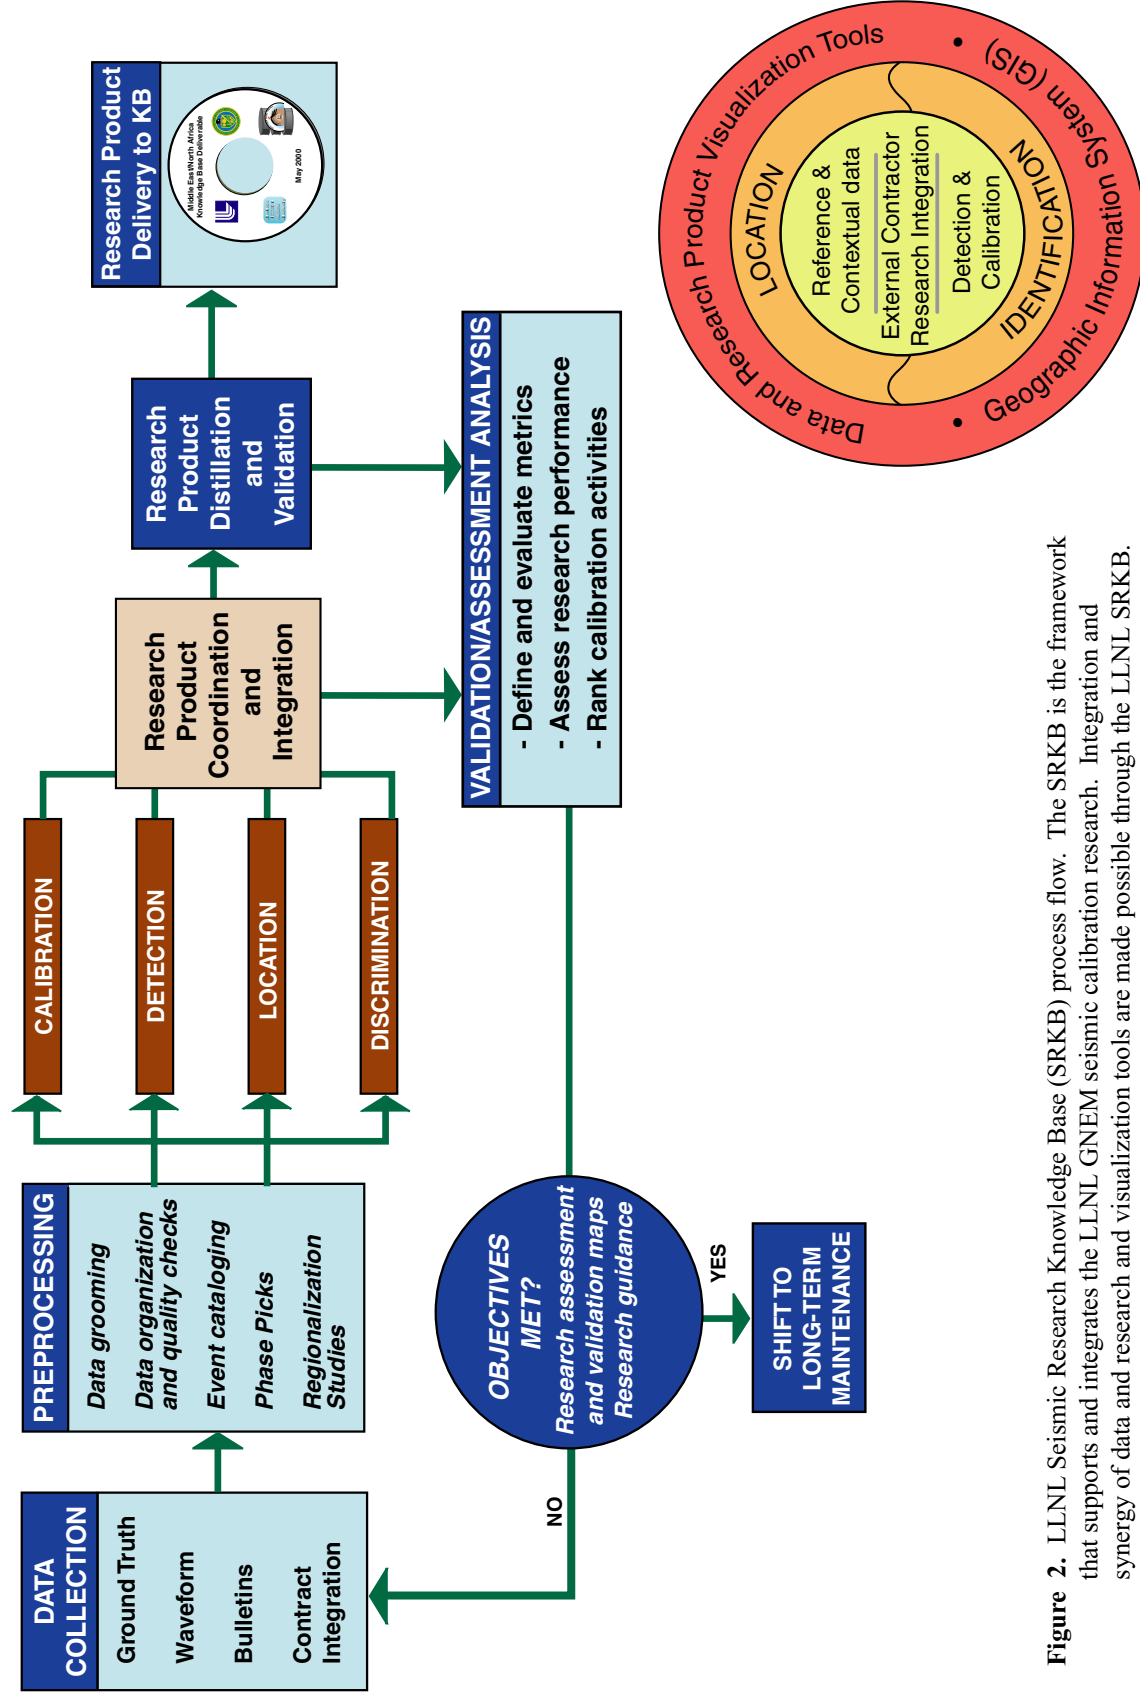 DATA
COLLECTION
Ground Truth
Waveform
Bulletins
Contract
Integration
PREPROCESSING
Data grooming
Data organization
and quality checks
Event cataloging
Phase Picks
Regionalization
Studies
CALIBRATION
DETECTION
LOCATION
DISCRIMINATION
Research
Product
Coordination
and
Integration
Research
Product
Distillation
and
Validation
Research Product
Delivery to KB
Middle East/North Africa
Knowledge Base Deliverable
May 2000
VALIDATION/ASSESSMENT ANALYSIS
- Define and evaluate metrics
- Assess research performance
- Rank calibration activities
OBJECTIVES
MET?
Research assessment
and validation maps
Research guidance
NO
YES
SHIFT TO
LONG-TERM
MAINTENANCE
Data and Research Product Visualization Tools
• Geographic Information System (GIS) •
LOCATION
IDENTIFICATION
Reference &
Contextual data
External Contractor
Research Integration
Detection &
Calibration
Figure 2. LLNL Seismic Research Knowledge Base (SRKB) process flow. The SRKB is the framework
that supports and integrates the LLNL GNEM seismic calibration research. Integration and
synergy of data and research and visualization tools are made possible through the LLNL SRKB.